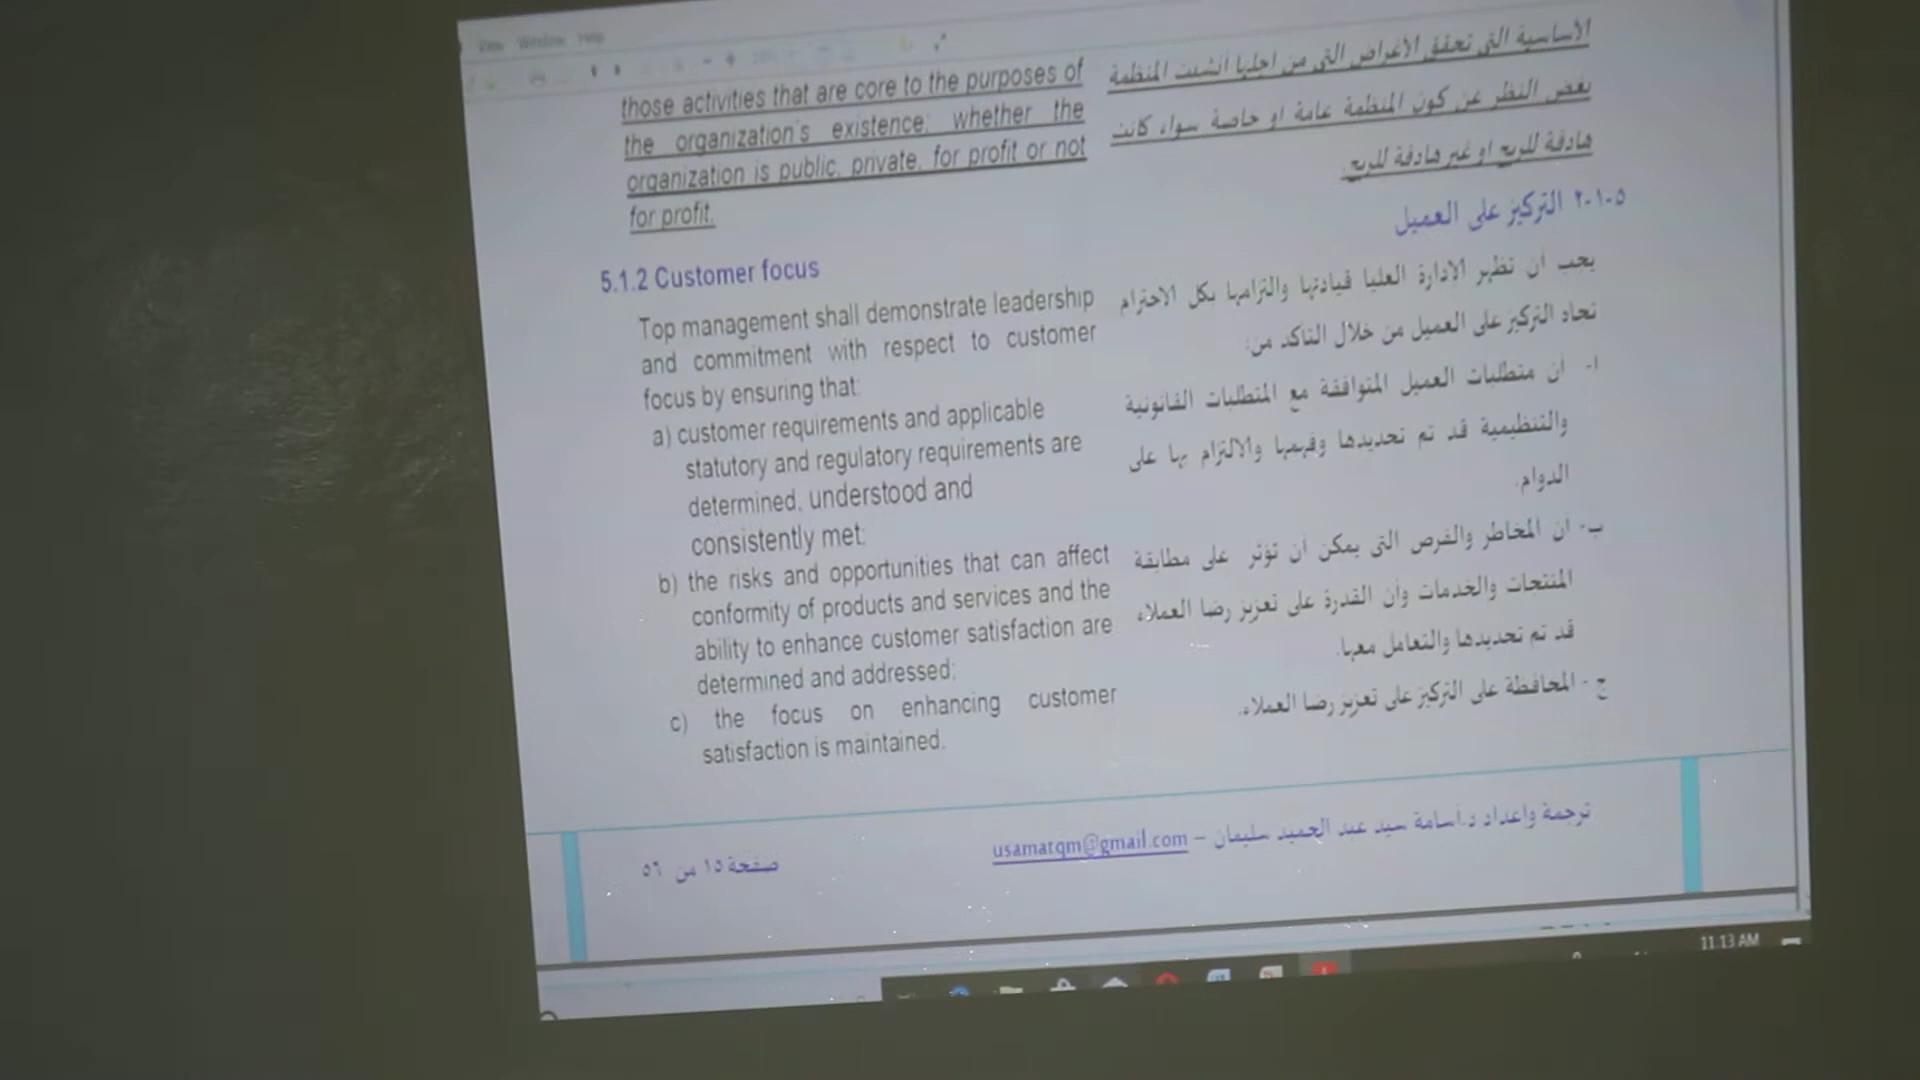 View Window Help
those activities that are core to the purposes of
the organization's existence; whether the
organization is public, private, for profit or not
for profit.
5.1.2 Customer focus
Top management shall demonstrate leadership
and commitment with respect to customer
focus by ensuring that:
a) customer requirements and applicable
statutory and regulatory requirements are
determined, understood and
consistently met;
b) the risks and opportunities that can affect
conformity of products and services and the
ability to enhance customer satisfaction are
determined and addressed;
c) the focus on enhancing customer
satisfaction is maintained.
الأساسية التي تحقق الأغراض التي من اجلها أنشئت المنظمة
بغض النظر عن كون المنظمة عامة او خاصة سواء كانت
هادفة للربح او غير هادفة للربح.
٥-١-٢ التركيز على العميل
يجب ان تظهر الإدارة العليا قيادتها والتزامها بكل الاحترام
تجاه التركيز على العميل من خلال التاكد من:
ا- ان متطلبات العميل المتوافقة مع المتطلبات القانونية
والتنظيمية قد تم تحديدها وفهمها والالتزام بها على
الدوام.
ب- ان المخاطر والفرص التى يمكن أن تؤثر على مطابقة
المنتجات والخدمات وأن القدرة على تعزيز رضا العملاء
قد تم تحديدها والتعامل معها.
ج- المحافظة على التركيز على تعزيز رضا العملاء.
ترجمة واعداد د.أسامة سيد عبد الحميد سليمان – usamatqm@gmail.com
صفحة ١٥ من ٥٦
11:13 AM